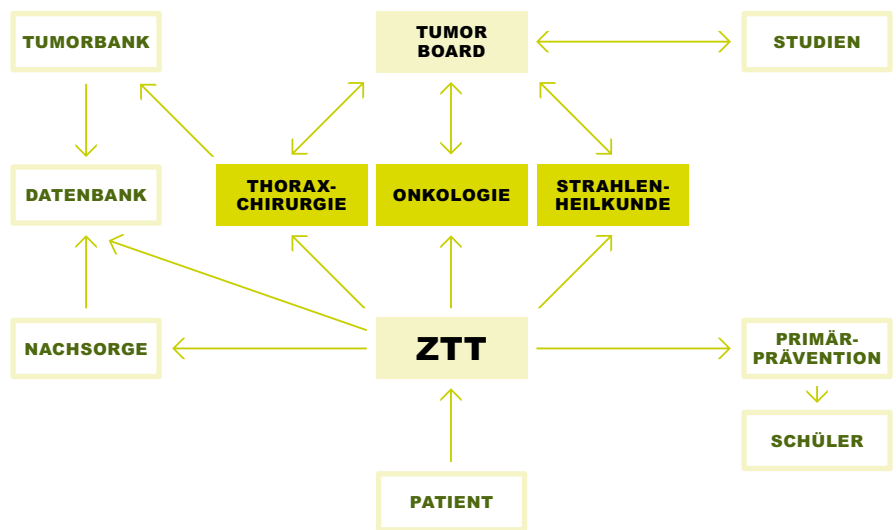 TUMORBANK
TUMOR
BOARD
STUDIEN
DATENBANK
THORAX-
CHIRURGIE
ONKOLOGIE
STRAHLEN-
HEILKUNDE
NACHSORGE
ZTT
PRIMÄR-
PRÄVENTION
SCHÜLER
PATIENT